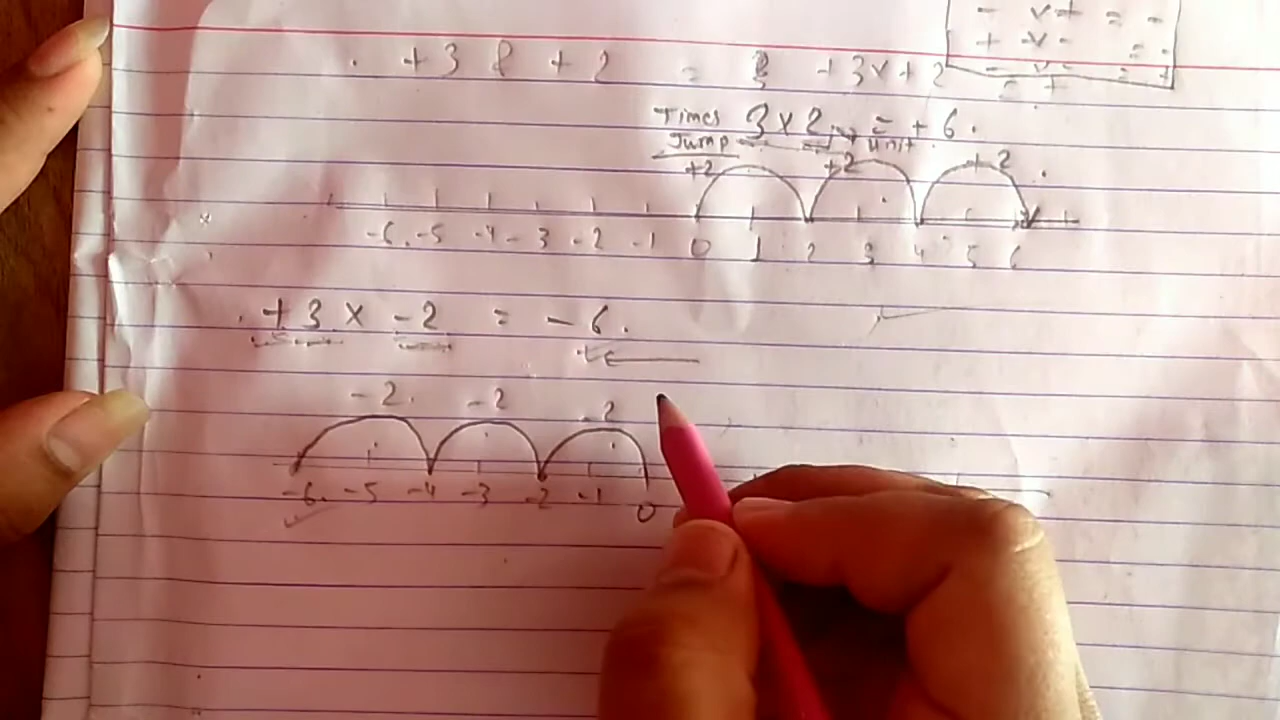 - v + = -
+ v - = -
- v - = +
+3 & +2 = +3 v +2
Times 3 x 2 = +6.
Jump unit
+2 +2 +2
-6 -5 -4 -3 -2 -1 0 1 2 3 4 5 6
+3 x -2 = -6.
-2. -2 -2
-6. -5 -4 -3 -2 -1 0